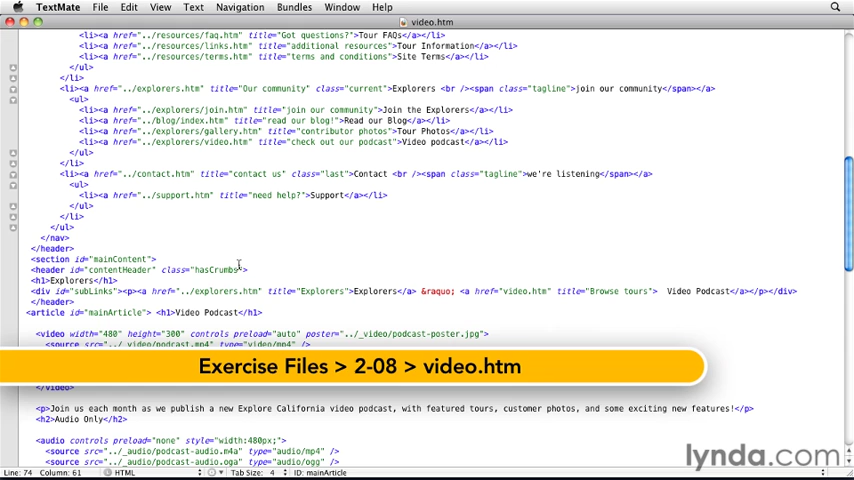 TextMate File Edit View Text Navigation Bundles Window Help
video.htm
<li><a href="../resources/faq.htm" title="Got questions?">Tour FAQs</a></li>
<li><a href="../resources/links.htm" title="additional resources">Tour Information</a></li>
<li><a href="../resources/terms.htm" title="terms and conditions">Site Terms</a></li>
</ul>
</li>
<li><a href="../explorers.htm" title="Our community" class="current">Explorers <br /><span class="tagline">join our community</span></a>
<ul>
<li><a href="../explorers/join.htm" title="join our community">Join the Explorers</a></li>
<li><a href="../blog/index.htm" title="read our blog!">Read our Blog</a></li>
<li><a href="../explorers/gallery.htm" title="contributor photos">Tour Photos</a></li>
<li><a href="../explorers/video.htm" title="check out our podcast">Video podcast</a></li>
</ul>
</li>
<li><a href="../contact.htm" title="contact us" class="last">Contact <br /><span class="tagline">we're listening</span></a>
<ul>
<li><a href="../support.htm" title="need help?">Support</a></li>
</ul>
</li>
</ul>
</nav>
</header>
<section id="mainContent">
<header id="contentHeader" class="hasCrumbs">
<h1>Explorers</h1>
<div id="subLinks"><p><a href="../explorers.htm" title="Explorers">Explorers</a> &raquo; <a href="video.htm" title="Browse tours"> Video Podcast</a></p></div>
</header>
<article id="mainArticle"> <h1>Video Podcast</h1>
<video width="480" height="300" controls preload="auto" poster="../_video/podcast-poster.jpg">
<source src="../_video/podcast.mp4" type="video/mp4" />
Exercise Files > 2-08 > video.htm
</video>
<p>Join us each month as we publish a new Explore California video podcast, with featured tours, customer photos, and some exciting new features!</p>
<h2>Audio Only</h2>
<audio controls preload="none" style="width:480px;">
<source src="../_audio/podcast-audio.m4a" type="audio/mp4" />
<source src="../_audio/podcast-audio.oga" type="audio/ogg" />
lynda.com
Line: 74 Column: 61 HTML Tab Size: 4 ID: mainArticle